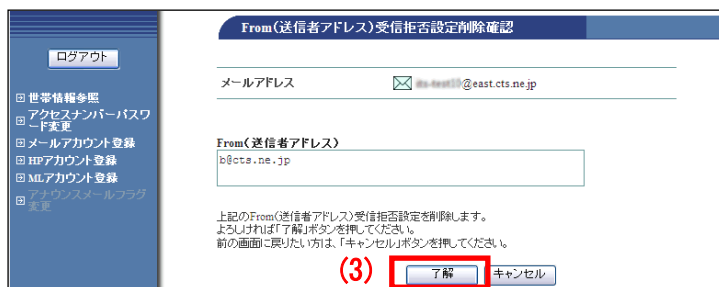 From(送信者アドレス)受信拒否設定削除確認
ログアウト
世帯情報参照
アクセスナンバーパスワ
ード変更
メールアカウント登録
HPアカウント登録
MLアカウント登録
アナウンスメールフラグ
変更
メールアドレス @east.cts.ne.jp
From(送信者アドレス)
b@cts.ne.jp
上記のFrom(送信者アドレス)受信拒否設定を削除します。
よろしければ「了解」ボタンを押してください。
前の画面に戻りたい方は、「キャンセル」ボタンを押してください。
(3) 了解 キャンセル